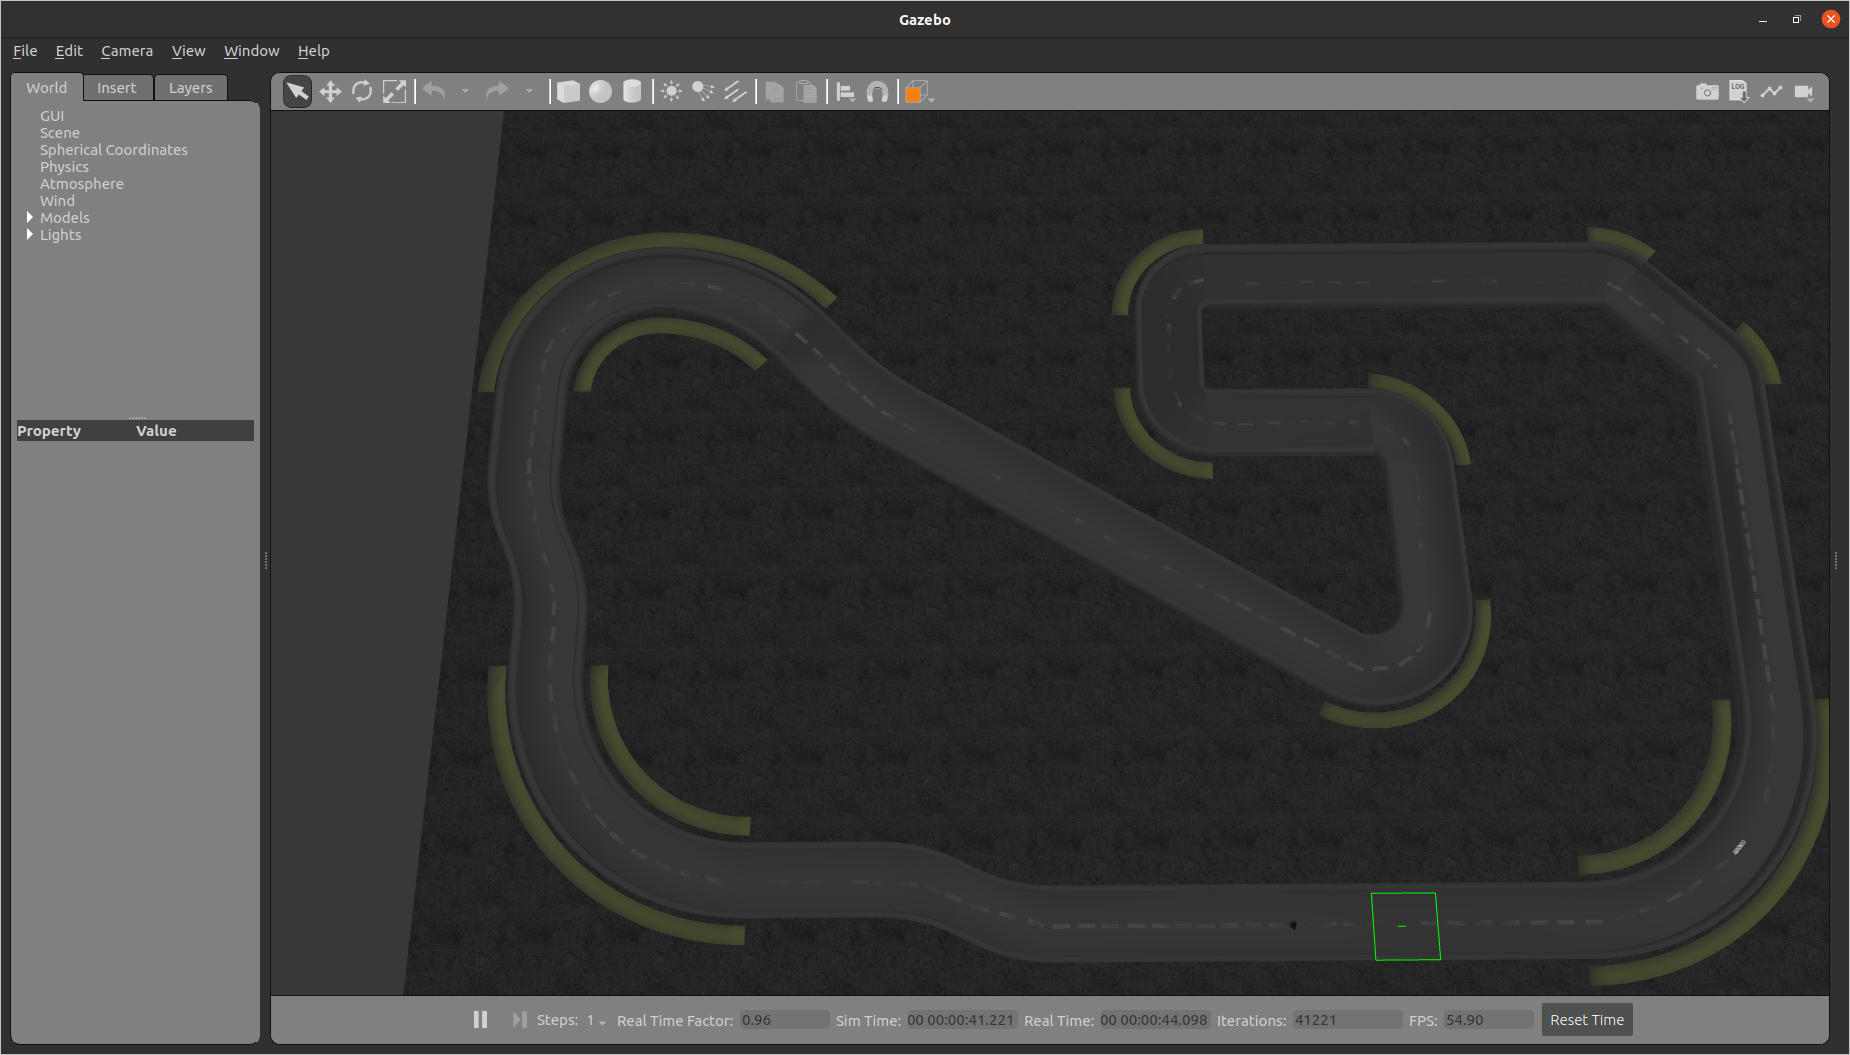 Gazebo
File Edit Camera View Window Help
World Insert Layers
LOG
GUI
Scene
Spherical Coordinates
Physics
Atmosphere
Wind
Models
Lights
Property Value
Steps: 1 Real Time Factor: 0.96 Sim Time: 00 00:00:41.221 Real Time: 00 00:00:44.098 Iterations: 41221 FPS: 54.90 Reset Time